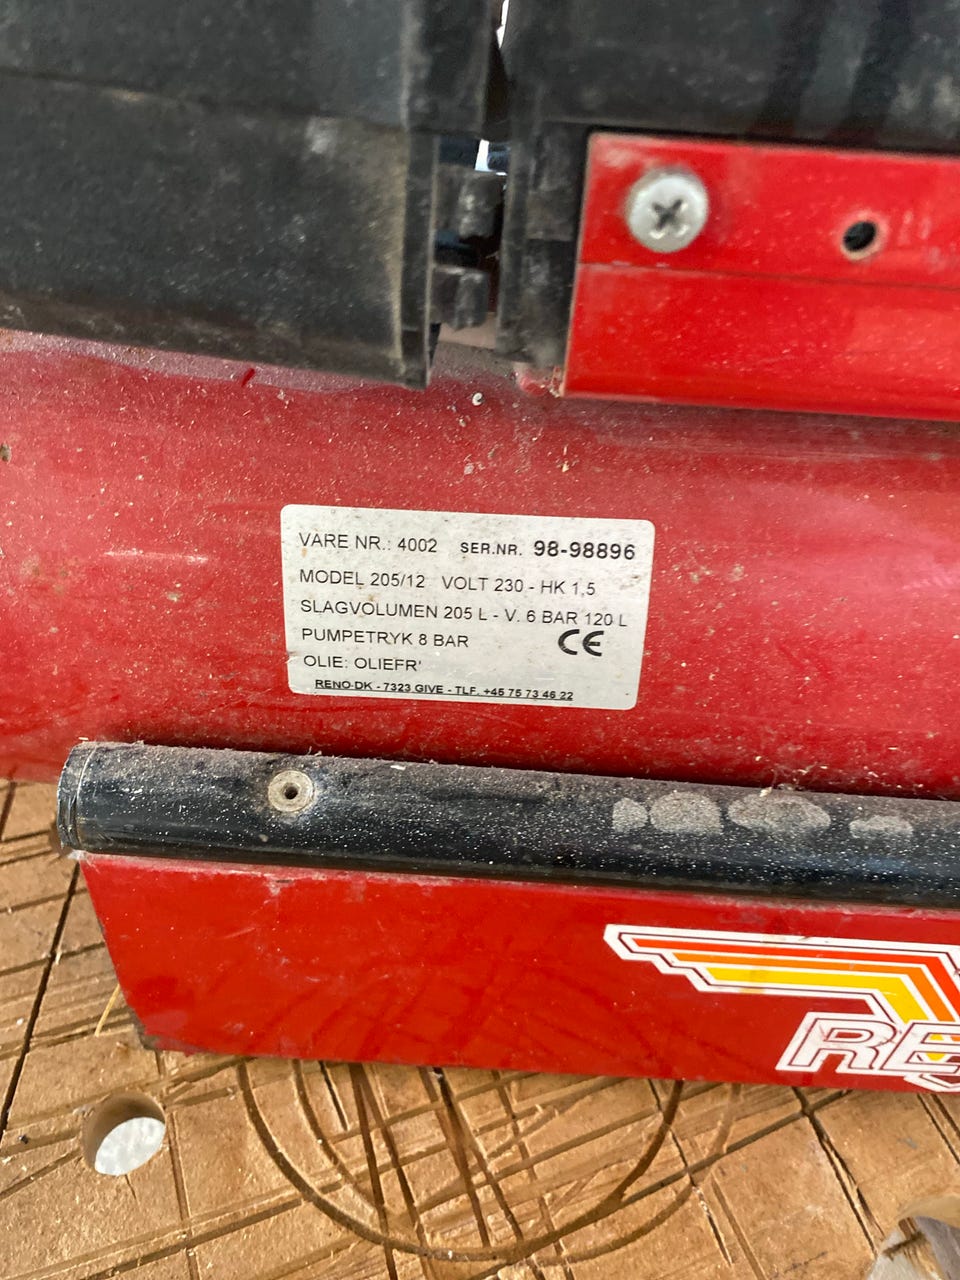 VARE NR.: 4002 SER.NR. 98-98896
MODEL 205/12 VOLT 230 - HK 1,5
SLAGVOLUMEN 205 L - V. 6 BAR 120 L
PUMPETRYK 8 BAR CE
OLIE: OLIEFR'
RENO-DK - 7323 GIVE - TLF. +45 75 73 46 22